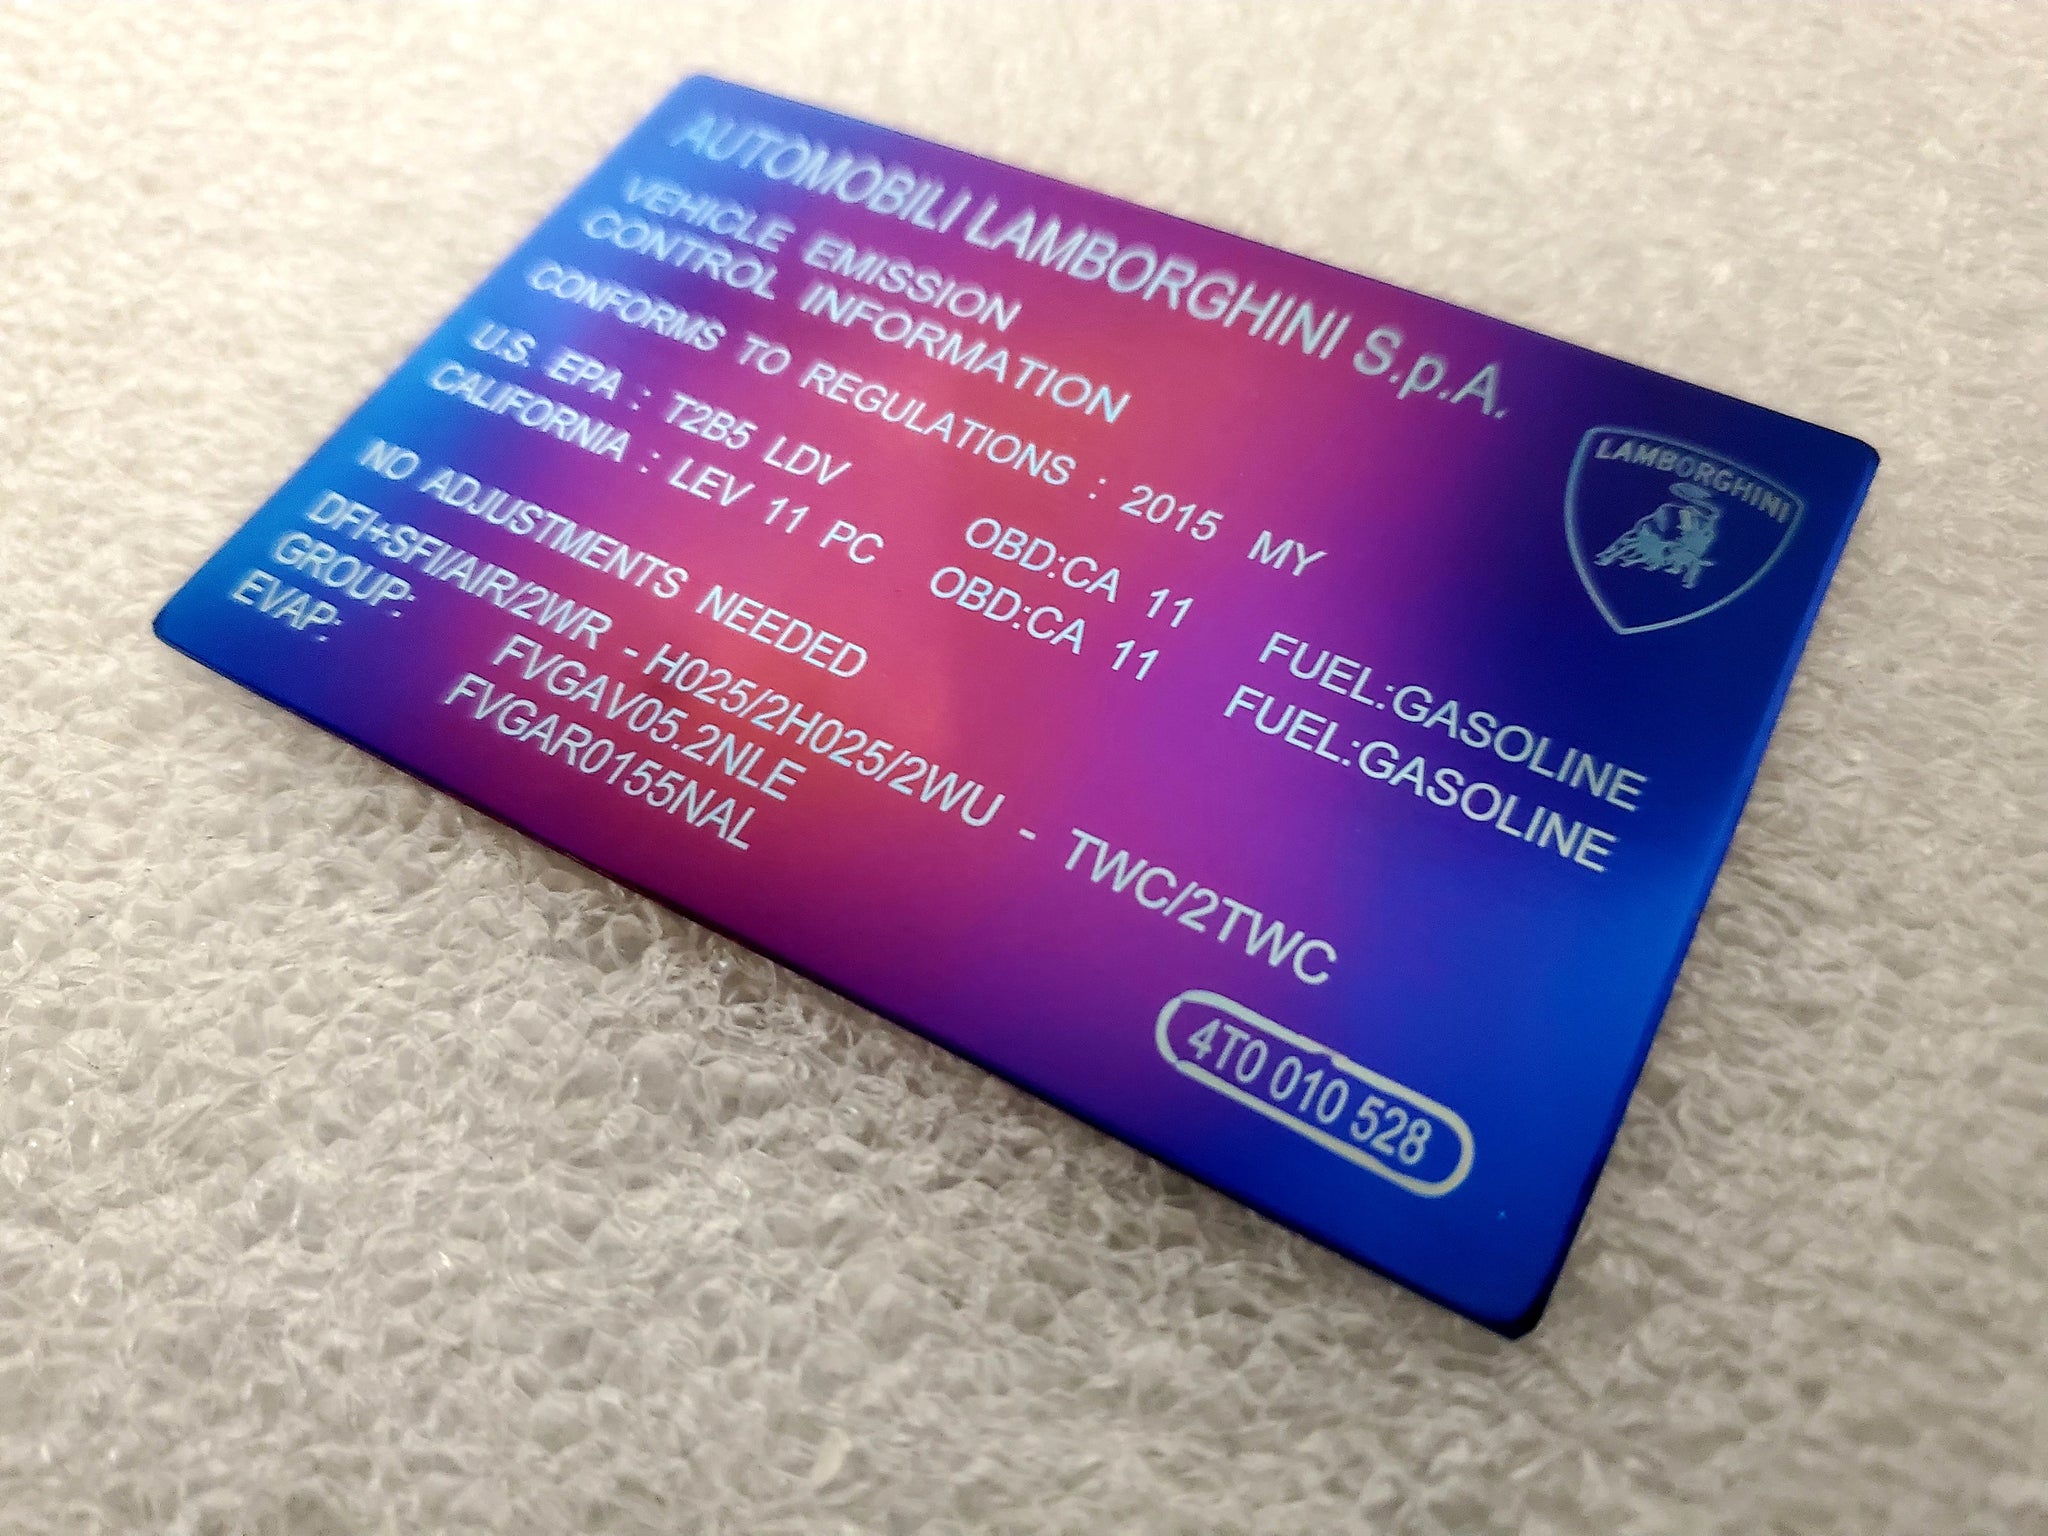 AUTOMOBILI LAMBORGHINI S.p.A.
VEHICLE EMISSION
CONTROL INFORMATION
LAMBORGHINI
CONFORMS TO REGULATIONS : 2015 MY
U.S. EPA : T2B5 LDV OBD:CA 11 FUEL:GASOLINE
CALIFORNIA : LEV 11 PC OBD:CA 11 FUEL:GASOLINE
NO ADJUSTMENTS NEEDED
DFI+SFI/AIR/2WR - H025/2H025/2WU - TWC/2TWC
GROUP: FVGAV05.2NLE
EVAP: FVGAR0155NAL
4T0 010 528